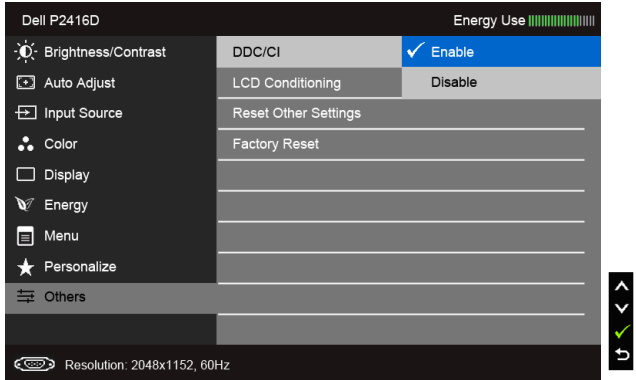 Dell P2416D Energy Use
Brightness/Contrast DDC/CI Enable
Auto Adjust LCD Conditioning Disable
Input Source Reset Other Settings
Color Factory Reset
Display
Energy
Menu
Personalize
Others
Resolution: 2048x1152, 60Hz